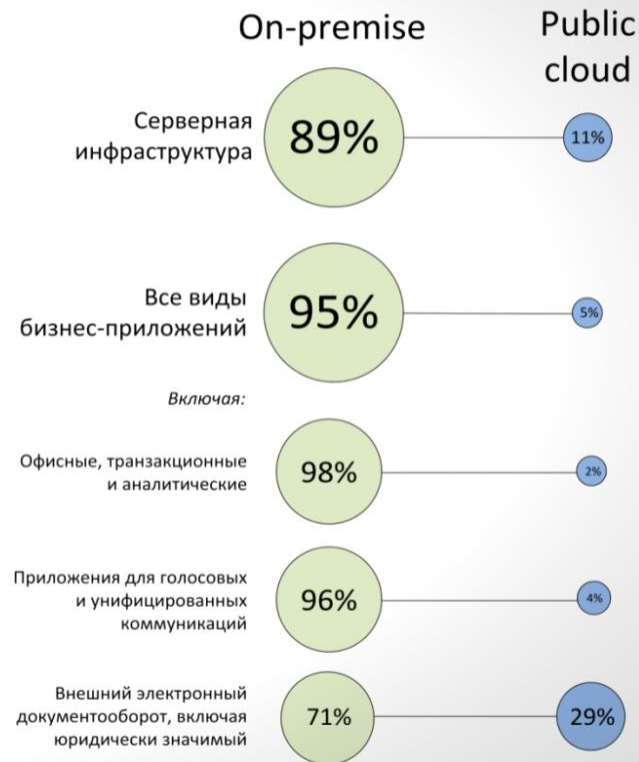 On-premise
Public
cloud
Серверная
инфраструктура
89%
11%
Все виды
бизнес-приложений
95%
5%
Включая:
Офисные, транзакционные
и аналитические
98%
2%
Приложения для голосовых
и унифицированных
коммуникаций
96%
4%
Внешний электронный
документооборот, включая
юридически значимый
71%
29%